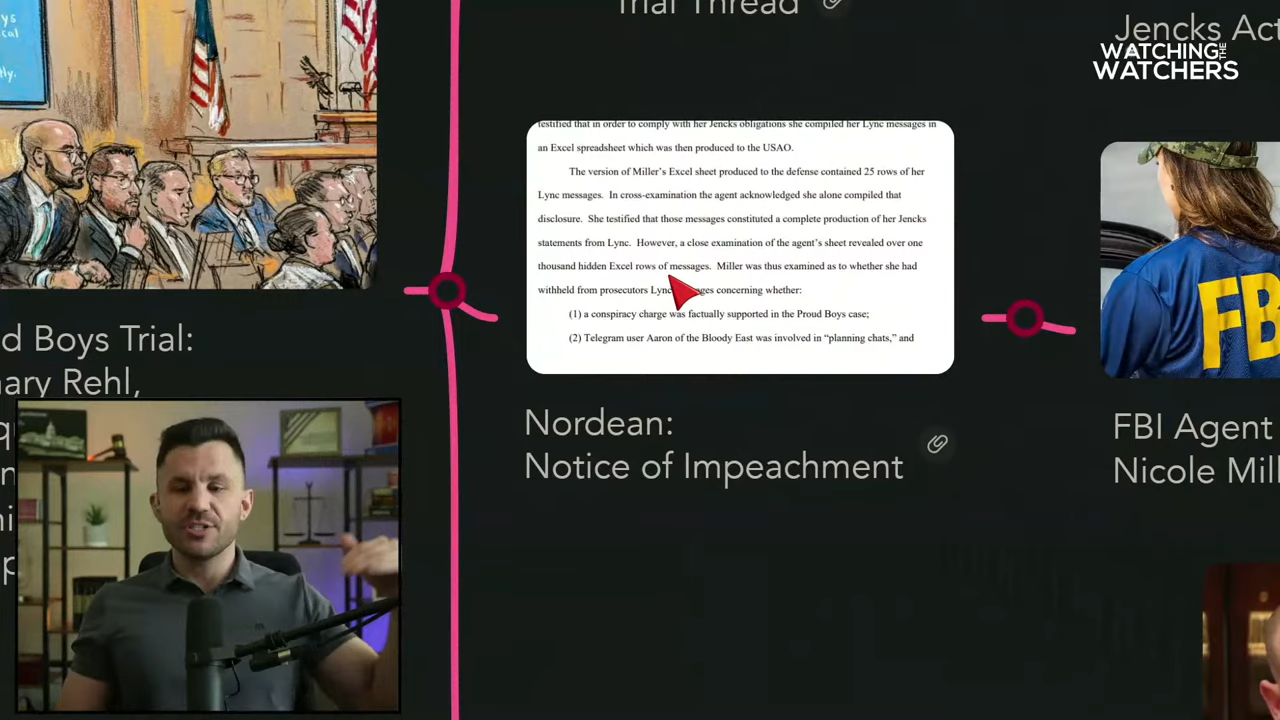 Trial Thread
Jencks Act
WATCHING THE
WATCHERS
ys
cal
tly.
testified that in order to comply with her Jencks obligations she compiled her Lync messages in
an Excel spreadsheet which was then produced to the USAO.
The version of Miller's Excel sheet produced to the defense contained 25 rows of her
Lync messages. In cross-examination the agent acknowledged she alone compiled that
disclosure. She testified that those messages constituted a complete production of her Jencks
statements from Lync. However, a close examination of the agent's sheet revealed over one
thousand hidden Excel rows of messages. Miller was thus examined as to whether she had
withheld from prosecutors Lync ges concerning whether:
(1) a conspiracy charge was factually supported in the Proud Boys case;
(2) Telegram user Aaron of the Bloody East was involved in “planning chats,” and
d Boys Trial:
ary Rehl,
Nordean:
Notice of Impeachment
FB
FBI Agent
Nicole Mill